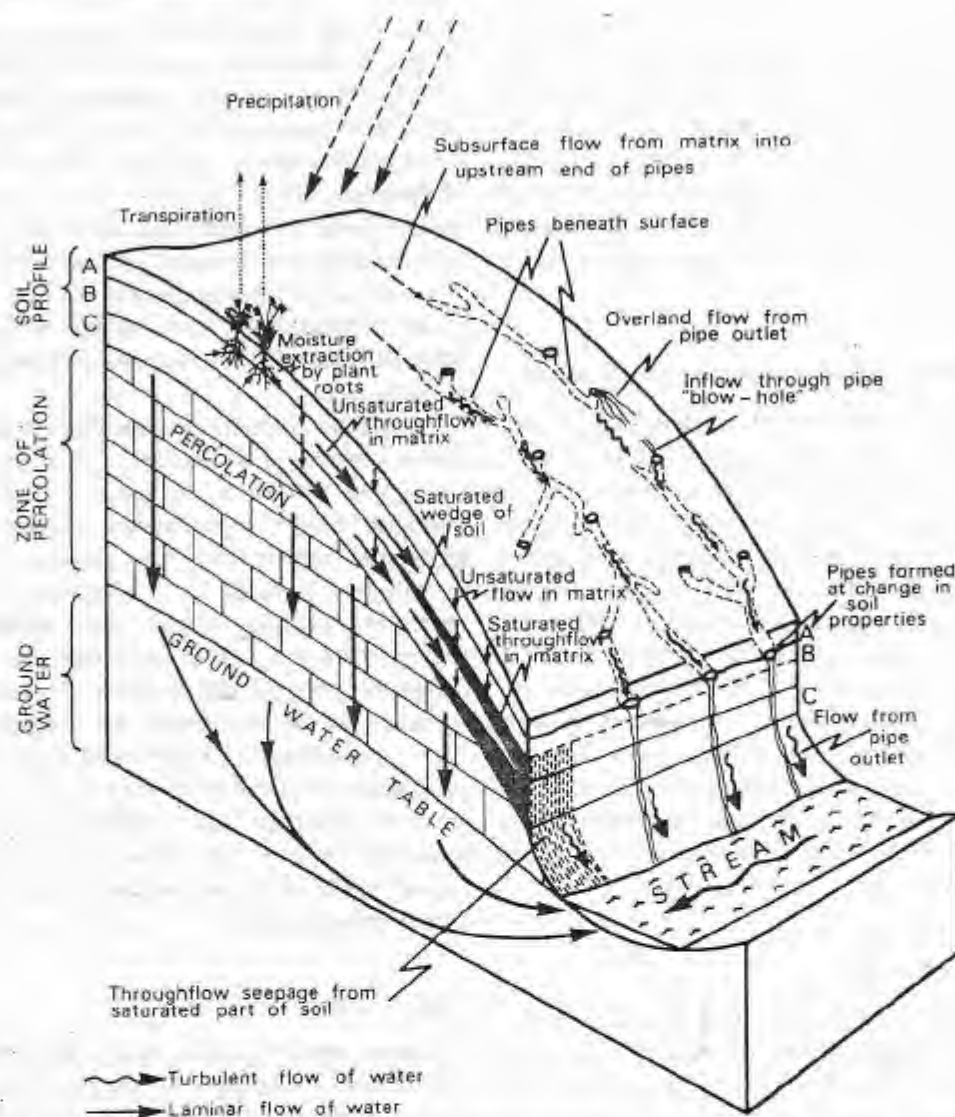 Precipitation
Subsurface flow from matrix into
upstream end of pipes
Transpiration
Pipes beneath surface
SOIL
PROFILE
A
B
C
Overland flow from
pipe outlet
Moisture
extraction
by plant
roots
Inflow through pipe
"blow-hole"
Unsaturated
throughflow
in matrix
ZONE OF
PERCOLATION
PERCOLATION
Saturated
wedge of
soil
Unsaturated
flow in matrix
Pipes formed
at change in
soil
properties
Saturated
throughflow
in matrix
A
B
C
GROUND
WATER
GROUND WATER TABLE
Flow from
pipe
outlet
STREAM
Throughflow seepage from
saturated part of soil
Turbulent flow of water
Laminar flow of water